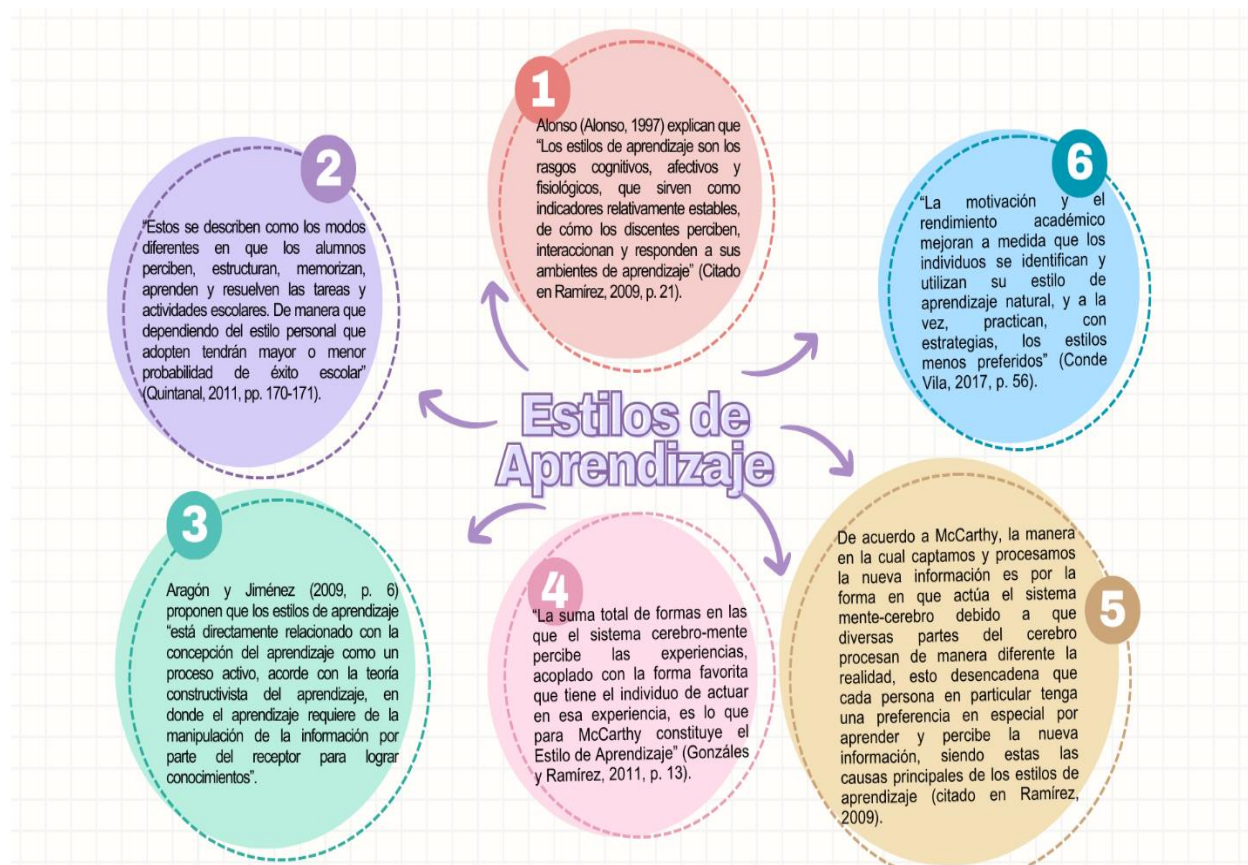 Estilos de
Aprendizaje
1
Alonso (Alonso, 1997) explican que
“Los estilos de aprendizaje son los
rasgos cognitivos, afectivos y
fisiológicos, que sirven como
indicadores relativamente estables,
de cómo los discentes perciben,
interaccionan y responden a sus
ambientes de aprendizaje” (Citado
en Ramírez, 2009, p. 21).
2
“Estos se describen como los modos
diferentes en que los alumnos
perciben, estructuran, memorizan,
aprenden y resuelven las tareas y
actividades escolares. De manera que
dependiendo del estilo personal que
adopten tendrán mayor o menor
probabilidad de éxito escolar”
(Quintanal, 2011, pp. 170-171).
3
Aragón y Jiménez (2009, p. 6)
proponen que los estilos de aprendizaje
“está directamente relacionado con la
concepción del aprendizaje como un
proceso activo, acorde con la teoría
constructivista del aprendizaje, en
donde el aprendizaje requiere de la
manipulación de la información por
parte del receptor para lograr
conocimientos”.
4
“La suma total de formas en las
que el sistema cerebro-mente
percibe las experiencias,
acoplado con la forma favorita
que tiene el individuo de actuar
en esa experiencia, es lo que
para McCarthy constituye el
Estilo de Aprendizaje” (Gonzáles
y Ramírez, 2011, p. 13).
5
De acuerdo a McCarthy, la manera
en la cual captamos y procesamos
la nueva información es por la
forma en que actúa el sistema
mente-cerebro debido a que
diversas partes del cerebro
procesan de manera diferente la
realidad, esto desencadena que
cada persona en particular tenga
una preferencia en especial por
aprender y percibe la nueva
información, siendo estas las
causas principales de los estilos de
aprendizaje (citado en Ramírez,
2009).
6
“La motivación y el
rendimiento académico
mejoran a medida que los
individuos se identifican y
utilizan su estilo de
aprendizaje natural, y a la
vez, practican, con
estrategias, los estilos
menos preferidos” (Conde
Vila, 2017, p. 56).